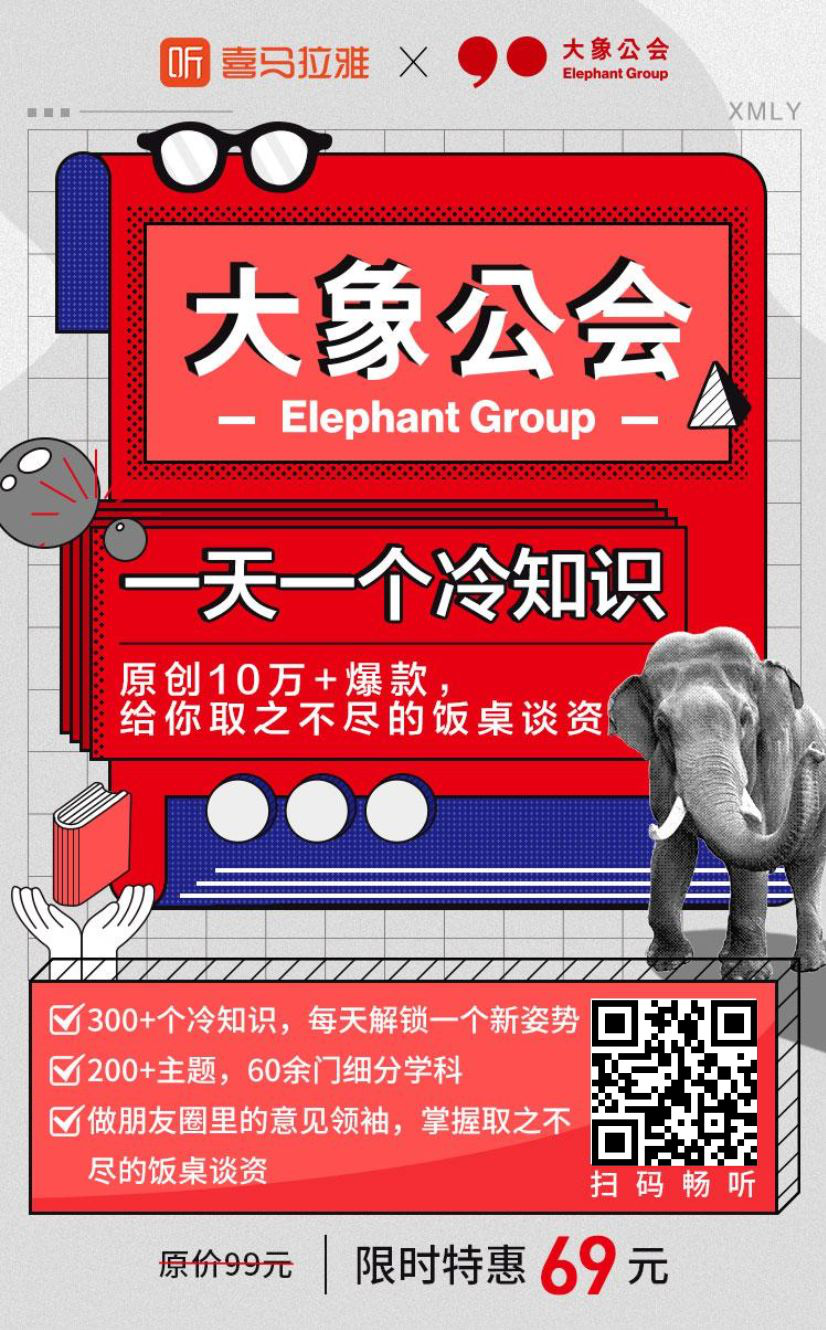 听 喜马拉雅 × 大象公会
Elephant Group
XMLY
大象公会
Elephant Group
一天一个冷知识
原创10万+爆款，
给你取之不尽的饭桌谈资
300+个冷知识，每天解锁一个新姿势
200+主题，60余门细分学科
做朋友圈里的意见领袖，掌握取之不
尽的饭桌谈资
扫码畅听
原价99元 限时特惠69元